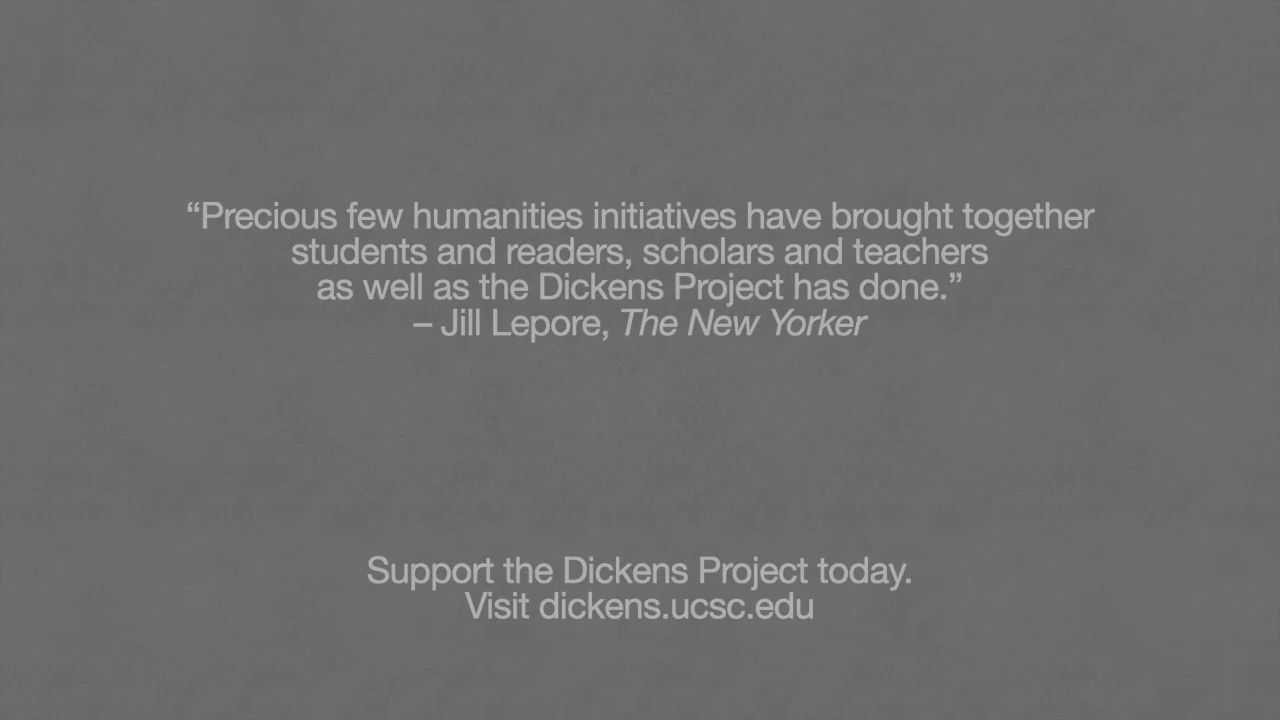 “Precious few humanities initiatives have brought together
students and readers, scholars and teachers
as well as the Dickens Project has done.”
– Jill Lepore, The New Yorker
Support the Dickens Project today.
Visit dickens.ucsc.edu